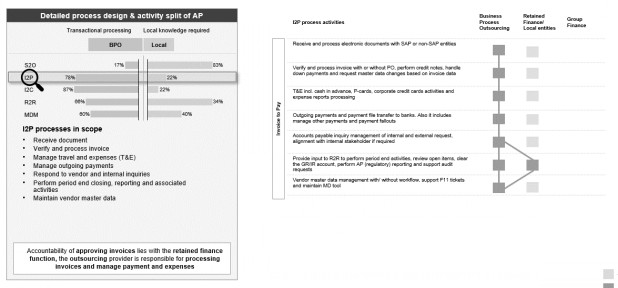 Detailed process design & activity split of AP
Transactional processing
Local knowledge required
BPO
Local
S2O
17%
83%
I2P
78%
22%
I2C
87%
22%
R2R
66%
34%
MDM
60%
40%
I2P processes in scope
• Receive document
• Verify and process invoice
• Manage travel and expenses (T&E)
• Manage outgoing payments
• Respond to vendor and internal inquiries
• Perform period end closing, reporting and associated
activities
• Maintain vendor master data
Accountability of approving invoices lies with the retained finance
function, the outsourcing provider is responsible for processing
invoices and manage payment and expenses
I2P process activities
Business
Process
Outsourcing
Retained
Finance/
Local entities
Group
Finance
Invoice to Pay
Receive and process electronic documents with SAP or non-SAP entities
Verify and process invoice with or without PO, perform credit notes, handle
down payments and request master data changes based on invoice data
T&E incl. cash in advance, P-cards, corporate credit cards activities and
expense reports processing
Outgoing payments and payment file transfer to banks. Also it includes
manage other payments and payment fallouts
Accounts payable inquiry management of internal and external request,
alignment with internal stakeholder if required
Provide input to R2R to perform period end activities, review open items, clear
the GR/IR account, perform AP (regulatory) reporting and support audit
requests
Vendor master data management with/ without workflow, support F11 tickets
and maintain MD tool